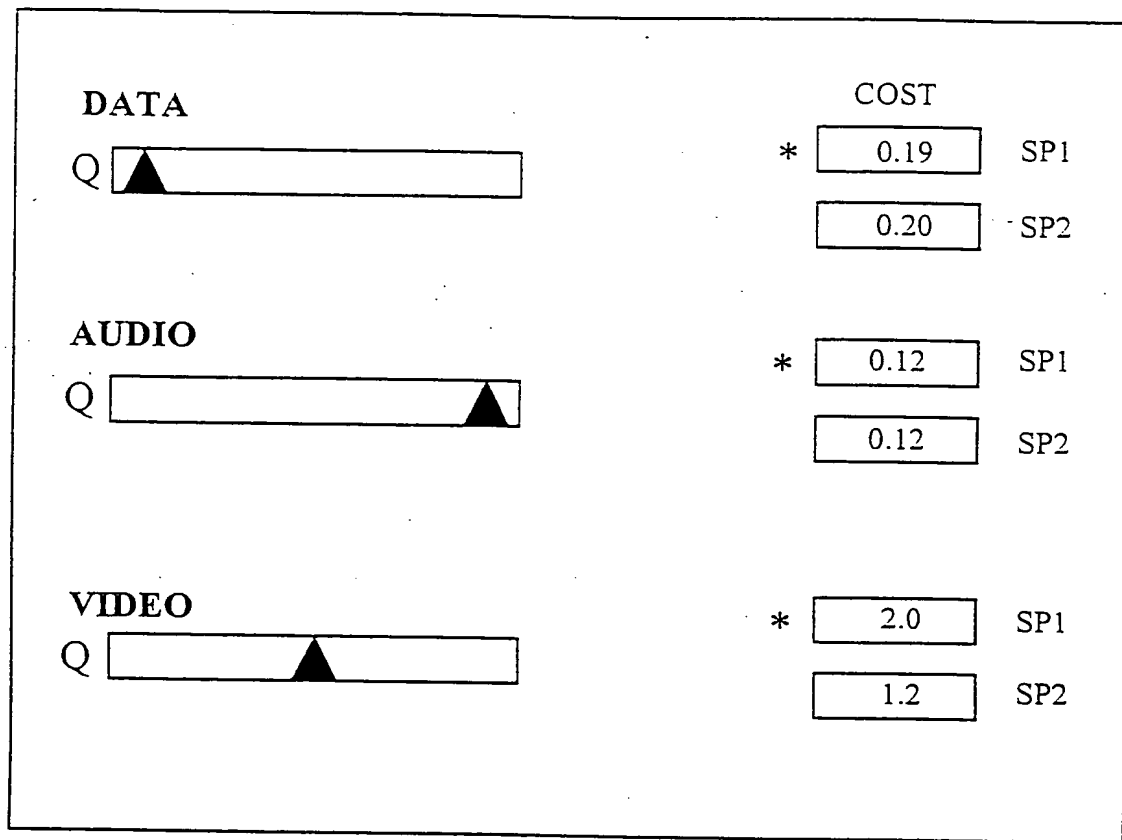 DATA
COST
Q
* 0.19 SP1
0.20 SP2
AUDIO
Q
* 0.12 SP1
0.12 SP2
VIDEO
Q
* 2.0 SP1
1.2 SP2